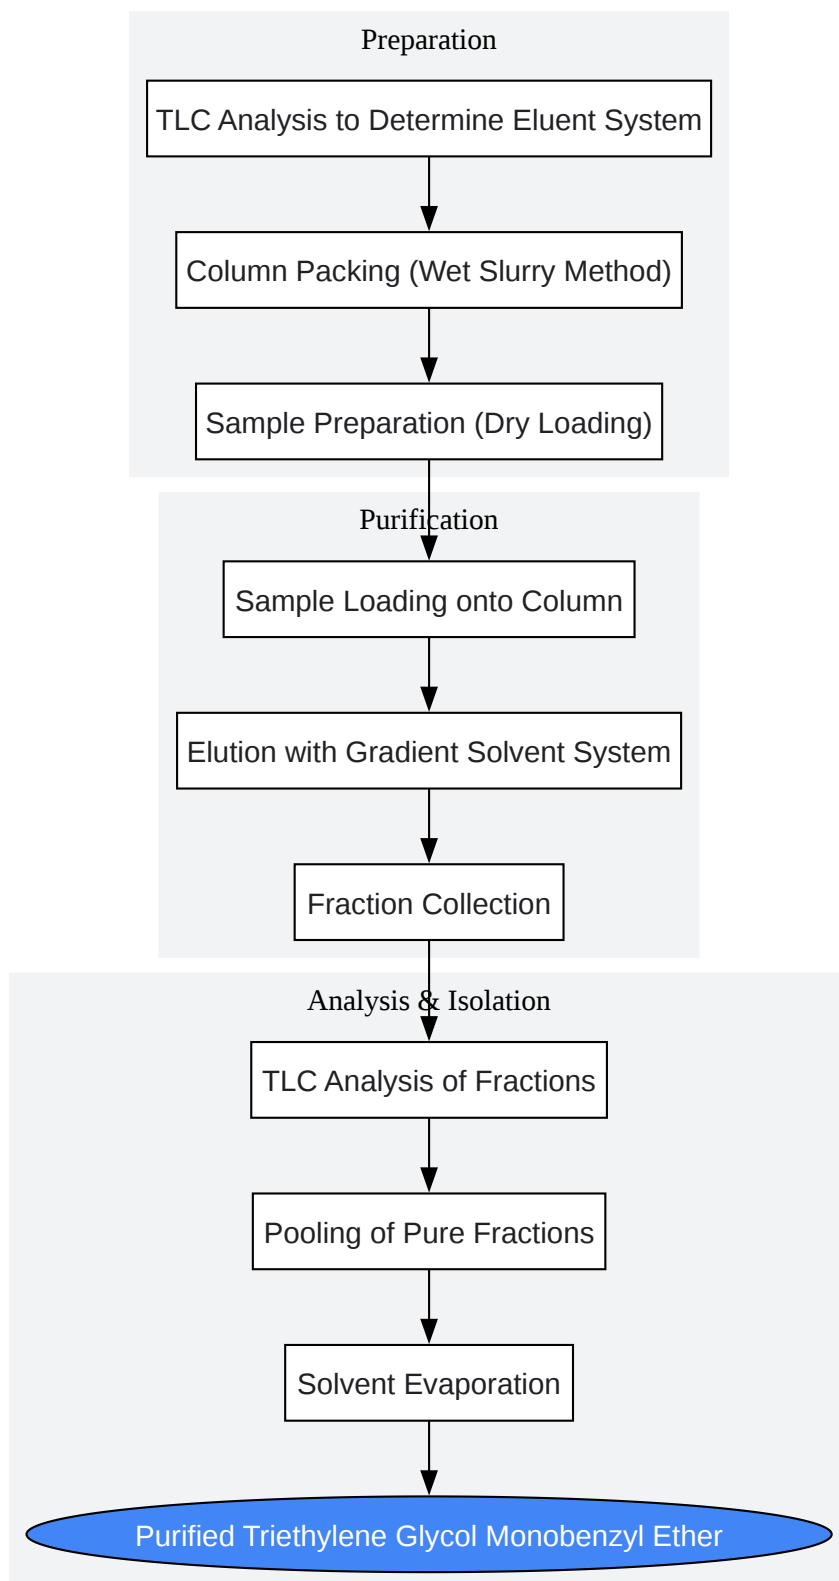 Preparation
TLC Analysis to Determine Eluent System
Column Packing (Wet Slurry Method)
Sample Preparation (Dry Loading)
Purification
Sample Loading onto Column
Elution with Gradient Solvent System
Fraction Collection
Analysis & Isolation
TLC Analysis of Fractions
Pooling of Pure Fractions
Solvent Evaporation
Purified Triethylene Glycol Monobenzyl Ether